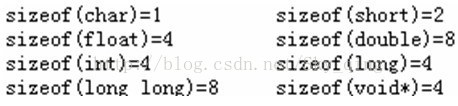 sizeof(char)=1 sizeof(short)=2
sizeof(float)=4 sizeof(double)=8
sizeof(int)=4 sizeof(long)=4
sizeof(long long)=8 sizeof(void*)=4